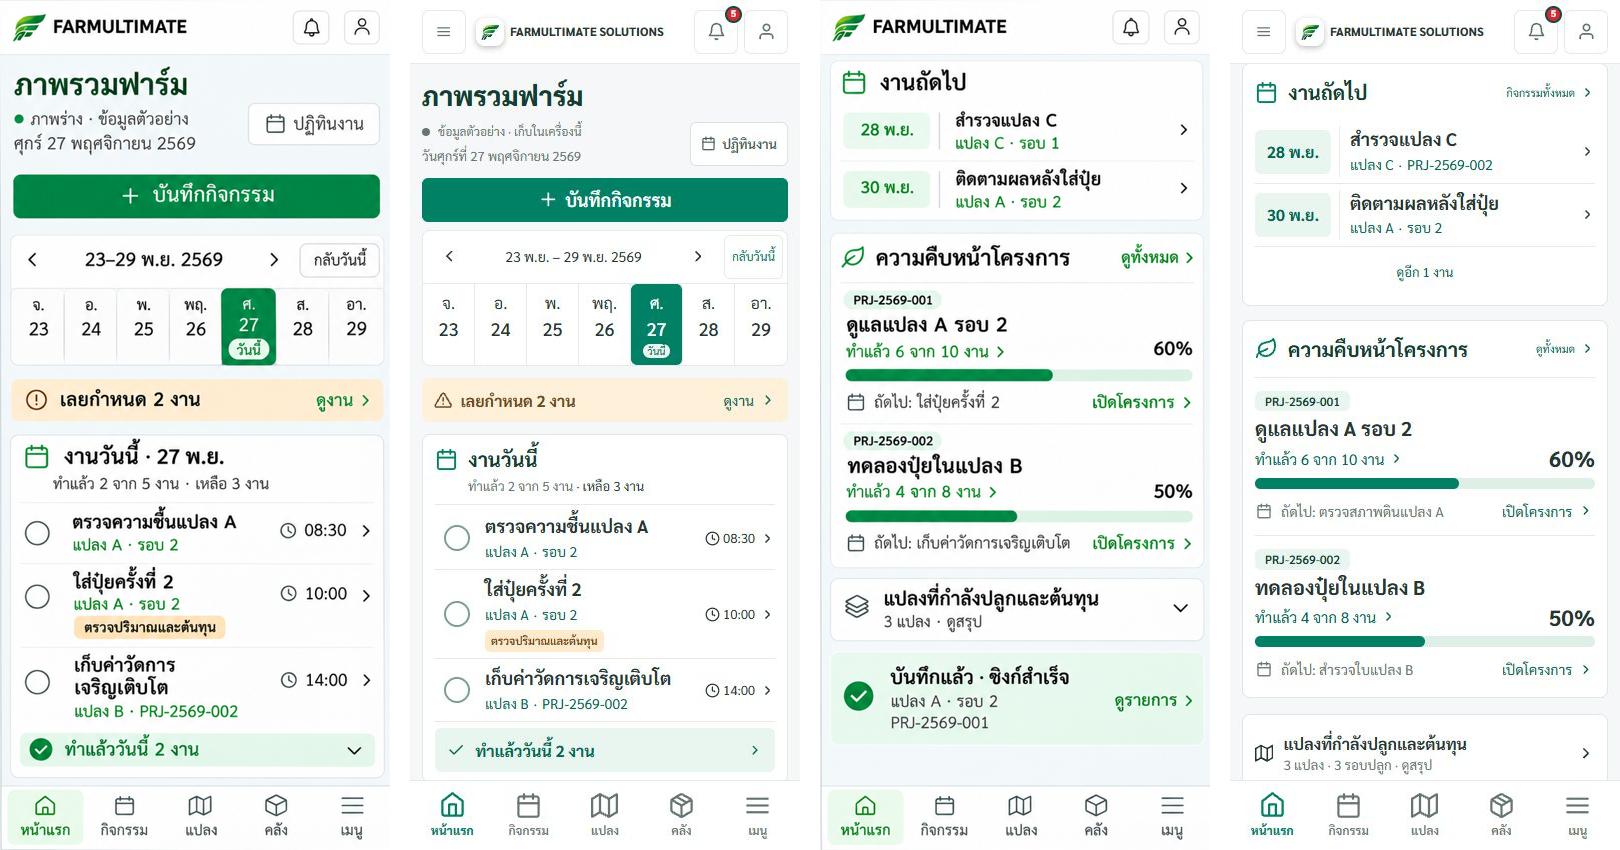 FARMULTIMATE
ภาพรวมฟาร์ม
ภาพร่าง · ข้อมูลตัวอย่าง
ศุกร์ 27 พฤศจิกายน 2569
ปฏิทินงาน
+ บันทึกกิจกรรม
23–29 พ.ย. 2569
กลับวันนี้
จ. อ. พ. พฤ. ศ. ส. อา.
23 24 25 26 27 28 29
วันนี้
เลยกำหนด 2 งาน
ดูงาน
งานวันนี้ · 27 พ.ย.
ทำแล้ว 2 จาก 5 งาน · เหลือ 3 งาน
ตรวจความชื้นแปลง A
08:30
แปลง A · รอบ 2
ใส่ปุ๋ยครั้งที่ 2
10:00
แปลง A · รอบ 2
ตรวจปริมาณและต้นทุน
เก็บค่าวัดการ
เจริญเติบโต
14:00
แปลง B · PRJ-2569-002
ทำแล้ววันนี้ 2 งาน
หน้าแรก กิจกรรม แปลง คลัง เมนู
FARMULTIMATE SOLUTIONS
5
ภาพรวมฟาร์ม
ข้อมูลตัวอย่าง · เก็บในเครื่องนี้
วันศุกร์ที่ 27 พฤศจิกายน 2569
ปฏิทินงาน
+ บันทึกกิจกรรม
23 พ.ย. – 29 พ.ย. 2569
กลับวันนี้
จ. อ. พ. พฤ. ศ. ส. อา.
23 24 25 26 27 28 29
วันนี้
เลยกำหนด 2 งาน
ดูงาน
งานวันนี้
ทำแล้ว 2 จาก 5 งาน · เหลือ 3 งาน
ตรวจความชื้นแปลง A
08:30
แปลง A · รอบ 2
ใส่ปุ๋ยครั้งที่ 2
10:00
แปลง A · รอบ 2
ตรวจปริมาณและต้นทุน
เก็บค่าวัดการเจริญเติบโต
14:00
แปลง B · PRJ-2569-002
ทำแล้ววันนี้ 2 งาน
หน้าแรก กิจกรรม แปลง คลัง เมนู
FARMULTIMATE
งานถัดไป
28 พ.ย.
สำรวจแปลง C
แปลง C · รอบ 1
30 พ.ย.
ติดตามผลหลังใส่ปุ๋ย
แปลง A · รอบ 2
ความคืบหน้าโครงการ
ดูทั้งหมด
PRJ-2569-001
ดูแลแปลง A รอบ 2
ทำแล้ว 6 จาก 10 งาน
60%
ถัดไป: ใส่ปุ๋ยครั้งที่ 2
เปิดโครงการ
PRJ-2569-002
ทดลองปุ๋ยในแปลง B
ทำแล้ว 4 จาก 8 งาน
50%
ถัดไป: เก็บค่าวัดการเจริญเติบโต
เปิดโครงการ
แปลงที่กำลังปลูกและต้นทุน
3 แปลง · ดูสรุป
บันทึกแล้ว · ซิงก์สำเร็จ
แปลง A · รอบ 2
PRJ-2569-001
ดูรายการ
หน้าแรก กิจกรรม แปลง คลัง เมนู
FARMULTIMATE SOLUTIONS
5
งานถัดไป
กิจกรรมทั้งหมด
28 พ.ย.
สำรวจแปลง C
แปลง C · PRJ-2569-002
30 พ.ย.
ติดตามผลหลังใส่ปุ๋ย
แปลง A · รอบ 2
ดูอีก 1 งาน
ความคืบหน้าโครงการ
ดูทั้งหมด
PRJ-2569-001
ดูแลแปลง A รอบ 2
ทำแล้ว 6 จาก 10 งาน
60%
ถัดไป: ตรวจสภาพดินแปลง A
เปิดโครงการ
PRJ-2569-002
ทดลองปุ๋ยในแปลง B
ทำแล้ว 4 จาก 8 งาน
50%
ถัดไป: สำรวจใบแปลง B
เปิดโครงการ
แปลงที่กำลังปลูกและต้นทุน
3 แปลง · 3 รอบปลูก · ดูสรุป
หน้าแรก กิจกรรม แปลง คลัง เมนู